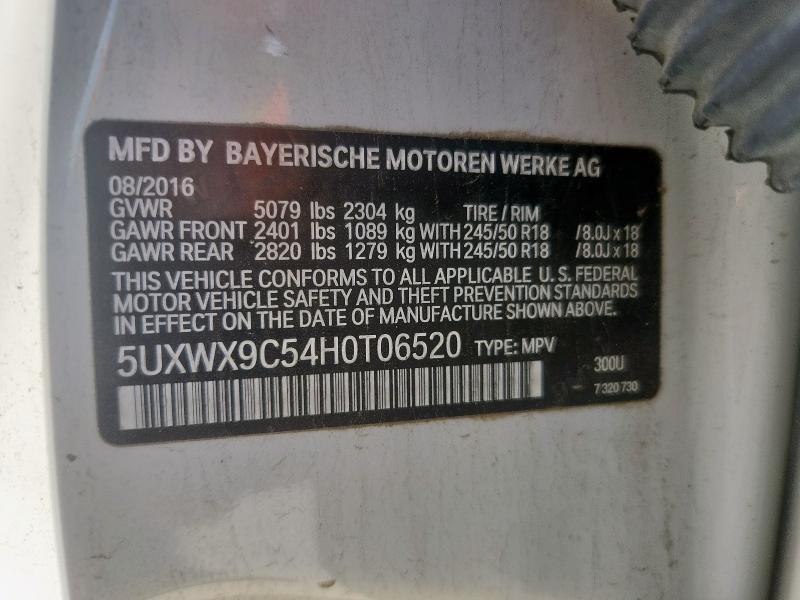 MFD BY BAYERISCHE MOTOREN WERKE AG
08/2016
GVWR 5079 lbs 2304 kg TIRE / RIM
GAWR FRONT 2401 lbs 1089 kg WITH 245/50 R18 /8.0J x 18
GAWR REAR 2820 lbs 1279 kg WITH 245/50 R18 /8.0J x 18
THIS VEHICLE CONFORMS TO ALL APPLICABLE U.S. FEDERAL
MOTOR VEHICLE SAFETY AND THEFT PREVENTION STANDARDS
IN EFFECT ON THE DATE OF MANUFACTURE SHOWN ABOVE.
5UXWX9C54H0T06520 TYPE: MPV
300U
7 320 730